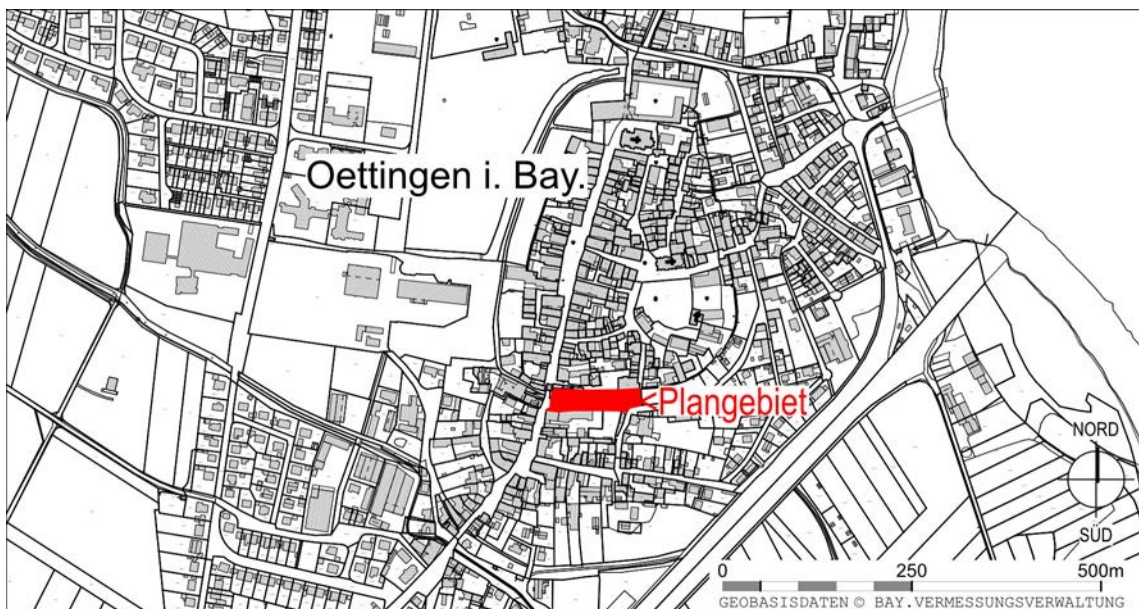 Oettingen i. Bay.
Plangebiet
NORD
SÜD
0 250 500m
GEOBASISDATEN © BAY.VERMESSUNGSVERWALTUNG